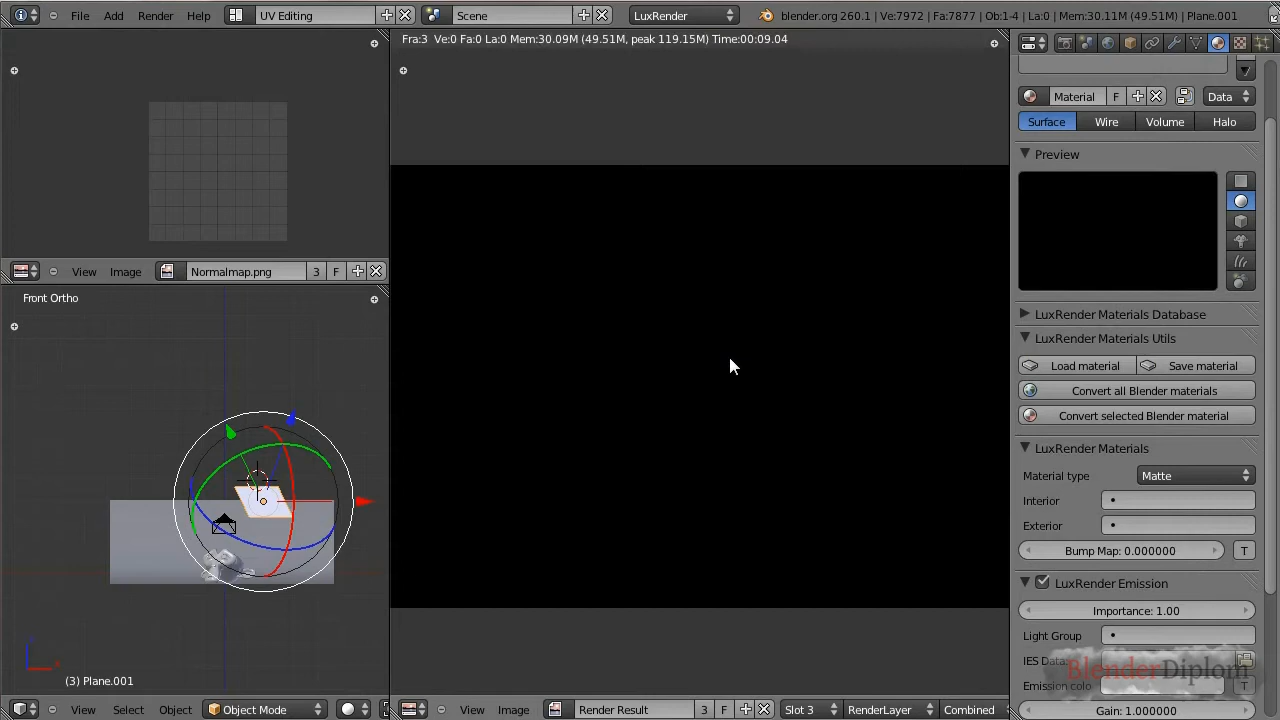 File Add Render Help UV Editing Scene LuxRender blender.org 260.1 | Ve:7972 | Fa:7877 | Ob:1-4 | La:0 | Mem:30.11M (49.51M) | Plane.001
Fra:3 Ve:0 Fa:0 La:0 Mem:30.09M (49.51M, peak 119.15M) Time:00:09.04
Material F Data
Surface Wire Volume Halo
Preview
View Image Normalmap.png 3 F
Front Ortho
LuxRender Materials Database
LuxRender Materials Utils
Load material Save material
Convert all Blender materials
Convert selected Blender material
LuxRender Materials
Material type Matte
Interior
Exterior
Bump Map: 0.000000 T
LuxRender Emission
Importance: 1.00
Light Group
IES Data
Emission colo T
BlenderDiplom
(3) Plane.001
View Select Object Object Mode
View Image Render Result 3 F Slot 3 RenderLayer Combined
Gain: 1.000000